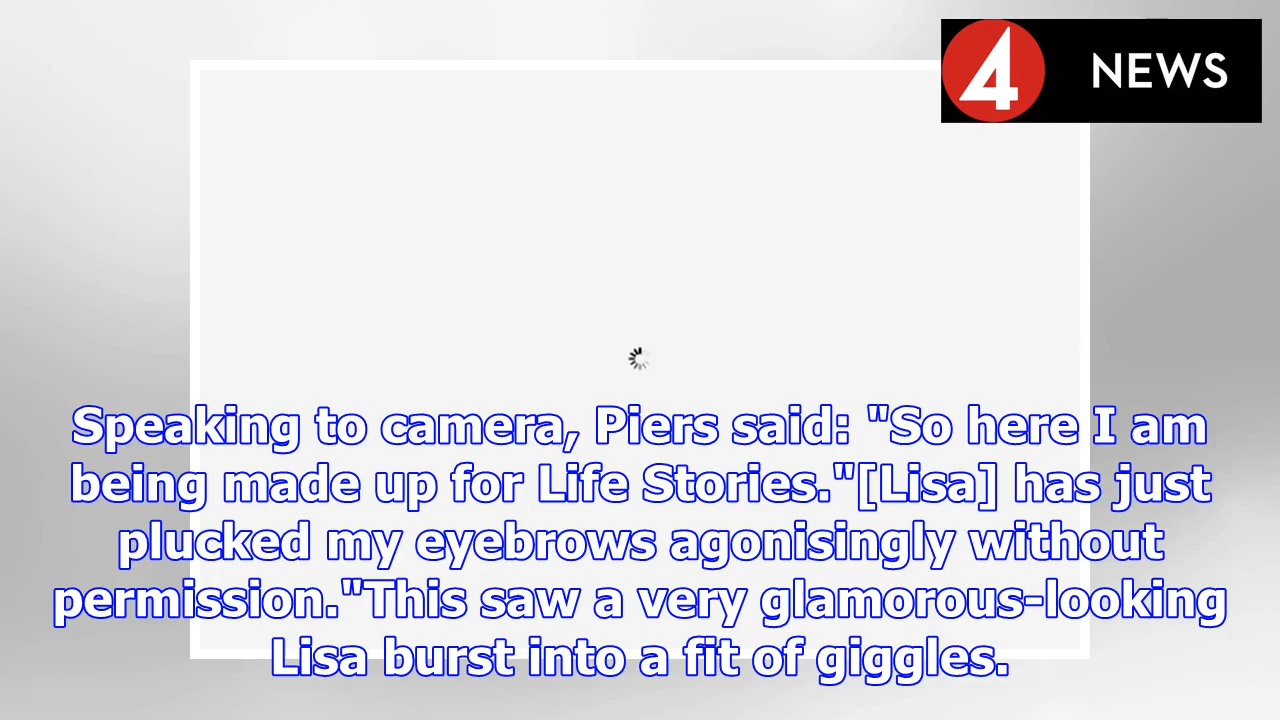 4 NEWS
Speaking to camera, Piers said: "So here I am
being made up for Life Stories."[Lisa] has just
plucked my eyebrows agonisingly without
permission."This saw a very glamorous-looking
Lisa burst into a fit of giggles.